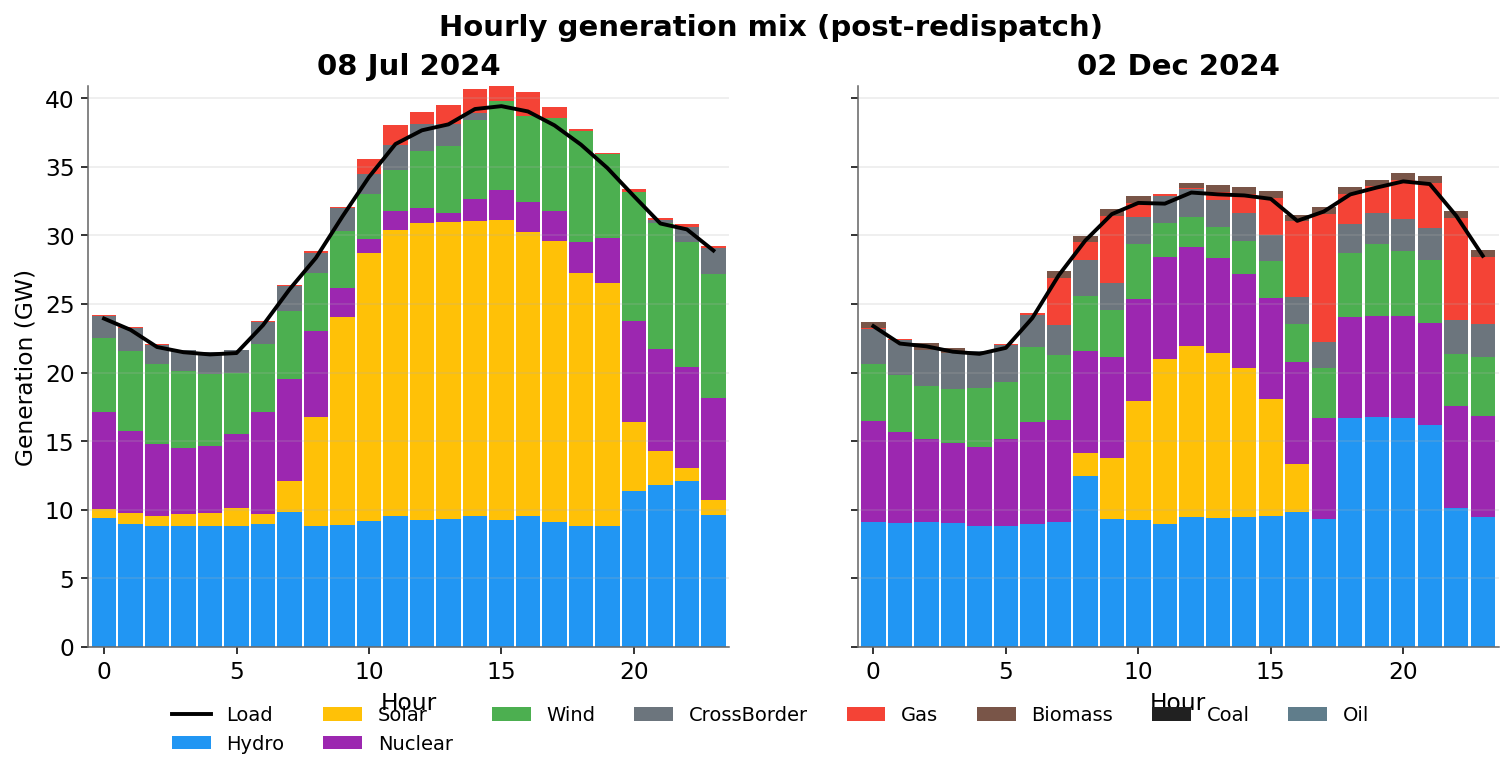 Hourly generation mix (post-redispatch)
08 Jul 2024
02 Dec 2024
Generation (GW)
40
35
30
25
20
15
10
5
0
0 5 10 15 20
0 5 10 15 20
Hour
Hour
Load Solar Wind CrossBorder Gas Biomass Coal Oil
Hydro Nuclear